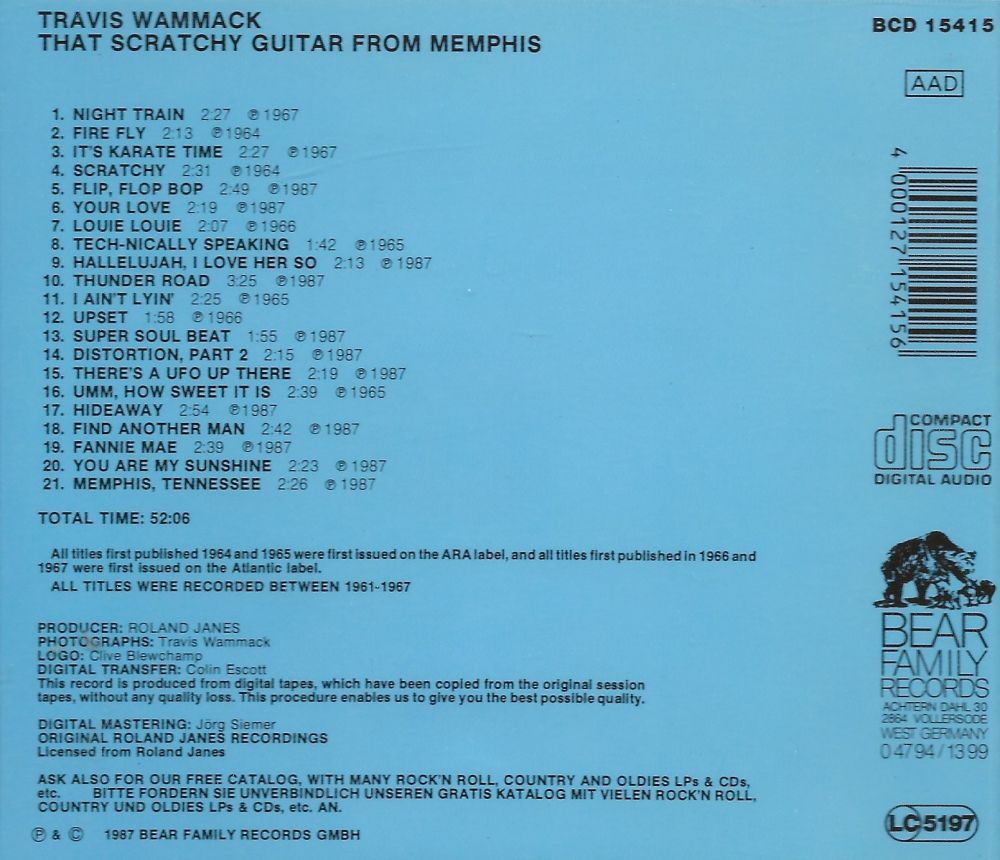 TRAVIS WAMMACK
THAT SCRATCHY GUITAR FROM MEMPHIS
BCD 15415
AAD
1. NIGHT TRAIN 2:27 ℗1967
2. FIRE FLY 2:13 ℗1964
3. IT'S KARATE TIME 2:27 ℗1967
4. SCRATCHY 2:31 ℗1964
5. FLIP, FLOP BOP 2:49 ℗1987
6. YOUR LOVE 2:19 ℗1987
7. LOUIE LOUIE 2:07 ℗1966
8. TECH-NICALLY SPEAKING 1:42 ℗1965
9. HALLELUJAH, I LOVE HER SO 2:13 ℗1987
10. THUNDER ROAD 3:25 ℗1987
11. I AIN'T LYIN' 2:25 ℗1965
12. UPSET 1:58 ℗1966
13. SUPER SOUL BEAT 1:55 ℗1987
14. DISTORTION, PART 2 2:15 ℗1987
15. THERE'S A UFO UP THERE 2:19 ℗1987
16. UMM, HOW SWEET IT IS 2:39 ℗1965
17. HIDEAWAY 2:54 ℗1987
18. FIND ANOTHER MAN 2:42 ℗1987
19. FANNIE MAE 2:39 ℗1987
20. YOU ARE MY SUNSHINE 2:23 ℗1987
21. MEMPHIS, TENNESSEE 2:26 ℗1987
TOTAL TIME: 52:06
All titles first published 1964 and 1965 were first issued on the ARA label, and all titles first published in 1966 and
1967 were first issued on the Atlantic label.
ALL TITLES WERE RECORDED BETWEEN 1961-1967
PRODUCER: ROLAND JANES
PHOTOGRAPHS: Travis Wammack
LOGO: Clive Blewchamp
DIGITAL TRANSFER: Colin Escott
This record is produced from digital tapes, which have been copied from the original session
tapes, without any quality loss. This procedure enables us to give you the best possible quality.
DIGITAL MASTERING: Jörg Siemer
ORIGINAL ROLAND JANES RECORDINGS
Licensed from Roland Janes
ASK ALSO FOR OUR FREE CATALOG, WITH MANY ROCK'N ROLL, COUNTRY AND OLDIES LPs & CDs,
etc. BITTE FORDERN SIE UNVERBINDLICH UNSEREN GRATIS KATALOG MIT VIELEN ROCK'N ROLL,
COUNTRY UND OLDIES LPs & CDs, etc. AN.
℗ & © 1987 BEAR FAMILY RECORDS GMBH
4 000127 154156
COMPACT
disc
DIGITAL AUDIO
BEAR
FAMILY
RECORDS
ACHTERN DAHL 30
2864 VOLLERSODE
WEST GERMANY
0 47 94 / 13 99
LC 5197